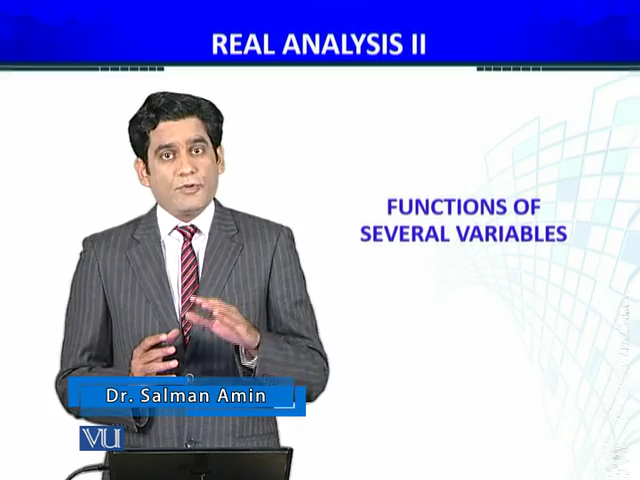 REAL ANALYSIS II
FUNCTIONS OF
SEVERAL VARIABLES
Dr. Salman Amin
VU